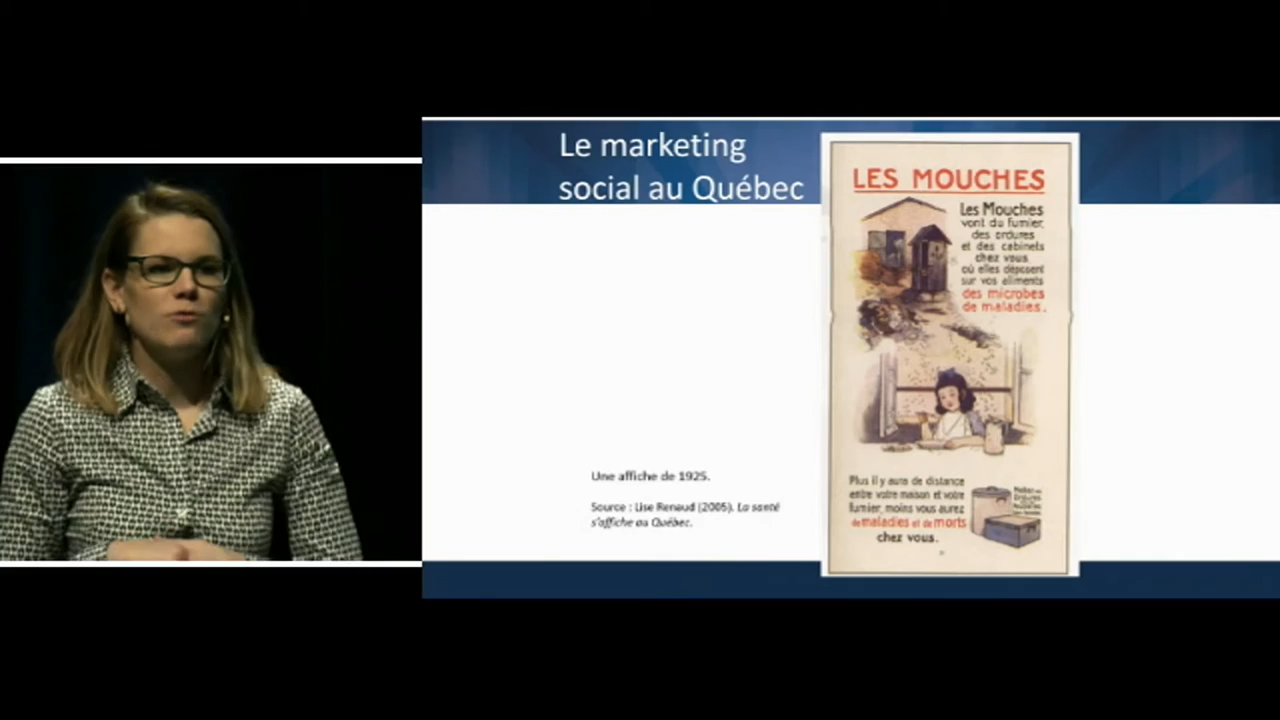 Le marketing
social au Québec
LES MOUCHES
Les Mouches
vont du fumier,
des ordures
et des cabinets
chez vous
où elles déposent
sur vos aliments
des microbes
de maladies.
Plus il y aura de distance
entre votre maison et votre
fumier, moins vous aurez
de maladies et de morts
chez vous.
Une affiche de 1925.
Source : Lise Renaud (2005). La santé
s'affiche au Québec.